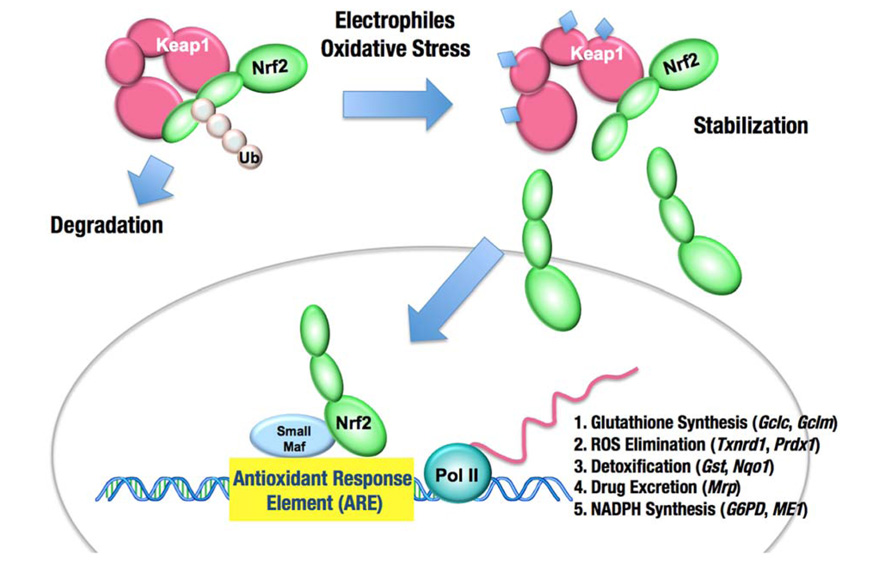 Keap1
Nrf2
Ub
Degradation
Electrophiles
Oxidative Stress
Keap1
Nrf2
Stabilization
Nrf2
Small
Maf
Antioxidant Response
Element (ARE)
Pol II
1. Glutathione Synthesis (Gclc, Gclm)
2. ROS Elimination (Txnrd1, Prdx1)
3. Detoxification (Gst, Nqo1)
4. Drug Excretion (Mrp)
5. NADPH Synthesis (G6PD, ME1)